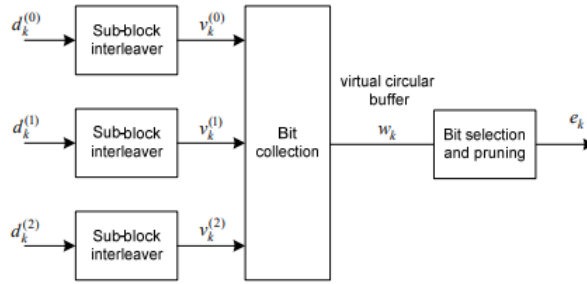 d_k^(0)
Sub-block
interleaver
v_k^(0)
d_k^(1)
Sub-block
interleaver
v_k^(1)
d_k^(2)
Sub-block
interleaver
v_k^(2)
Bit
collection
virtual circular
buffer
w_k
Bit selection
and pruning
e_k